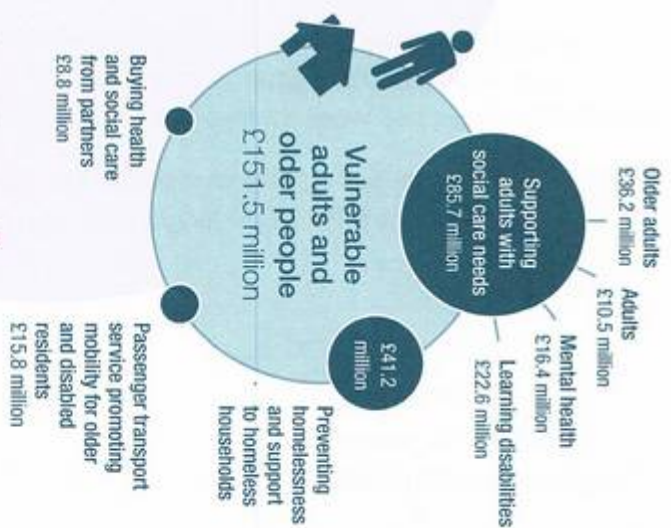 Older adults
£36.2 million
Adults
£10.5 million
Mental health
£16.4 million
Learning disabilities
£22.6 million
Supporting
adults with
social care needs
£85.7 million
Vulnerable
adults and
older people
£151.5 million
£41.2
million
Preventing
homelessness
and support
to homeless
households
Buying health
and social care
from partners
£8.8 million
Passenger transport
service promoting
mobility for older
and disabled
residents
£15.8 million